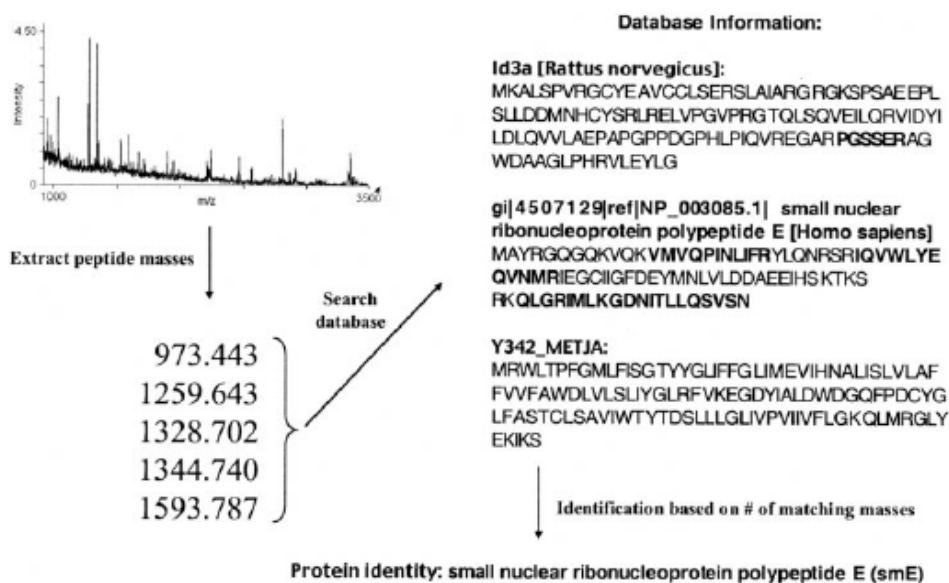 4.50
Intensity
0
1000
m/z
3500
Extract peptide masses
973.443
1259.643
1328.702
1344.740
1593.787
Search
database
Database Information:
Id3a [Rattus norvegicus]:
MKALSPVRGCYEAVCCLSERSLAIARGRGKSPSAEEPL
SLLDDMNHCYSRLRELVPGVPRGTQLSQVEILQRVIDYI
LDLQVVLAEPAPGPPDGPHLPIQVREGARPGSSERAG
WDAAGLPHRVLEYLG
gi|4507129|ref|NP_003085.1| small nuclear
ribonucleoprotein polypeptide E [Homo sapiens]
MAYRGQGQKVQKVMVQPINLIFRYLQNRSRIQVWLYE
QVNMRIEGCIIGFDEYMNLVLDDAEEIHSKTKS
RKQLGRIMLKGDNITLLQSVSN
Y342_METJA:
MRWLTPFGMLFISGTYYGLIFFGLIMEVIHNALISLVLAF
FVVFAWDLVLSLIYGLRFVKEGDYIALDWDGQFPDCYG
LFASTCLSAVIWTYTDSLLLGLIVPVIIVFLGKQLMRGLY
EKIKS
Identification based on # of matching masses
Protein identity: small nuclear ribonucleoprotein polypeptide E (smE)